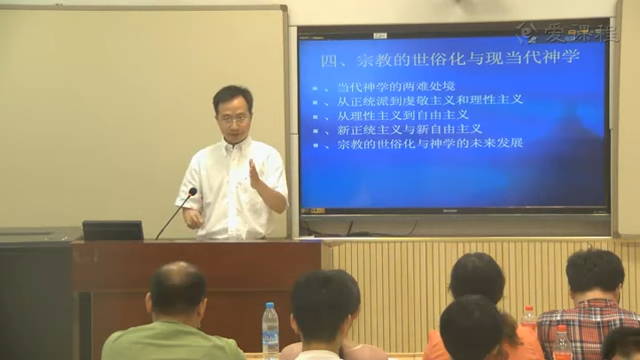 爱课程
四、宗教的世俗化与现当代神学
、当代神学的两难处境
、从正统派到虔敬主义和理性主义
、从理性主义到自由主义
、新正统主义与新自由主义
、宗教的世俗化与神学的未来发展